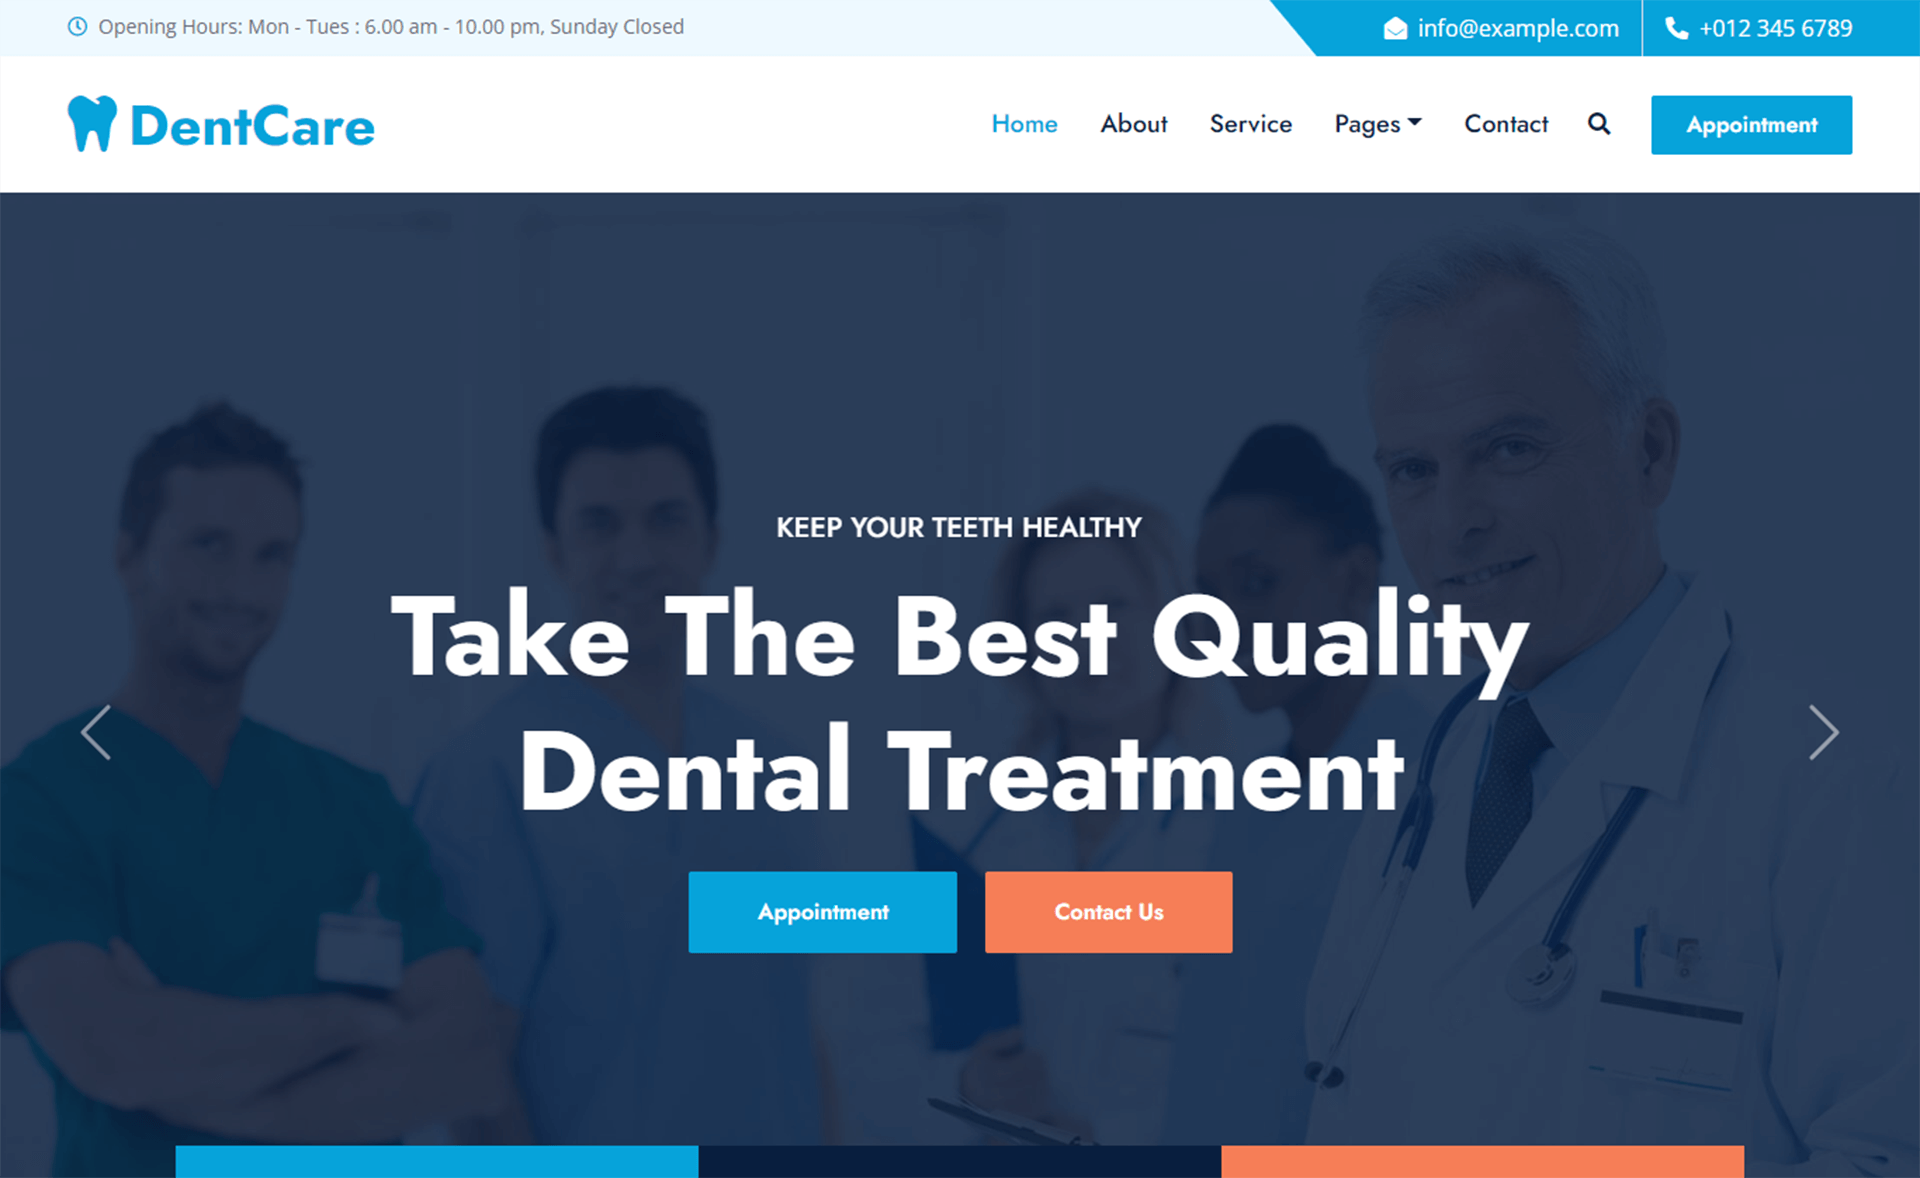 Opening Hours: Mon - Tues : 6.00 am - 10.00 pm, Sunday Closed
info@example.com
+012 345 6789
DentCare
Home About Service Pages Contact Appointment
KEEP YOUR TEETH HEALTHY
Take The Best Quality
Dental Treatment
Appointment Contact Us